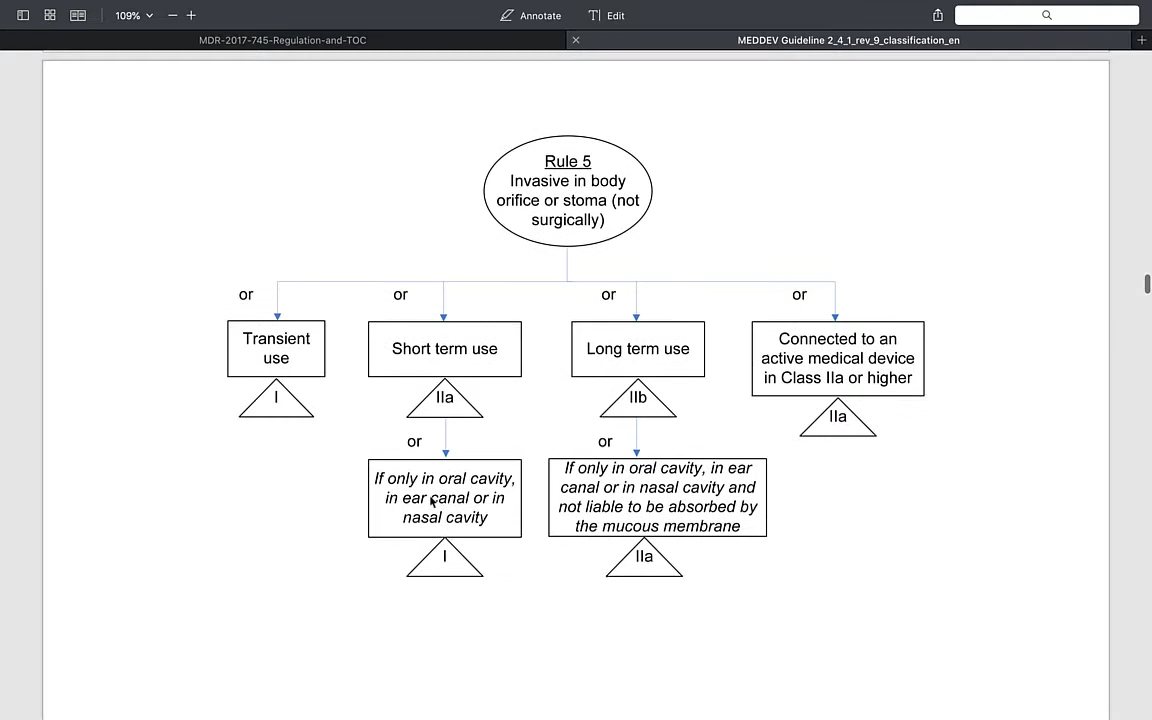 109%
Annotate
Edit
MDR-2017-745-Regulation-and-TOC
MEDDEV Guideline 2_4_1_rev_9_classification_en
Rule 5
Invasive in body
orifice or stoma (not
surgically)
or
or
or
or
Transient
use
Short term use
Long term use
Connected to an
active medical device
in Class IIa or higher
I
IIa
IIb
IIa
or
or
If only in oral cavity,
in ear canal or in
nasal cavity
If only in oral cavity, in ear
canal or in nasal cavity and
not liable to be absorbed by
the mucous membrane
I
IIa